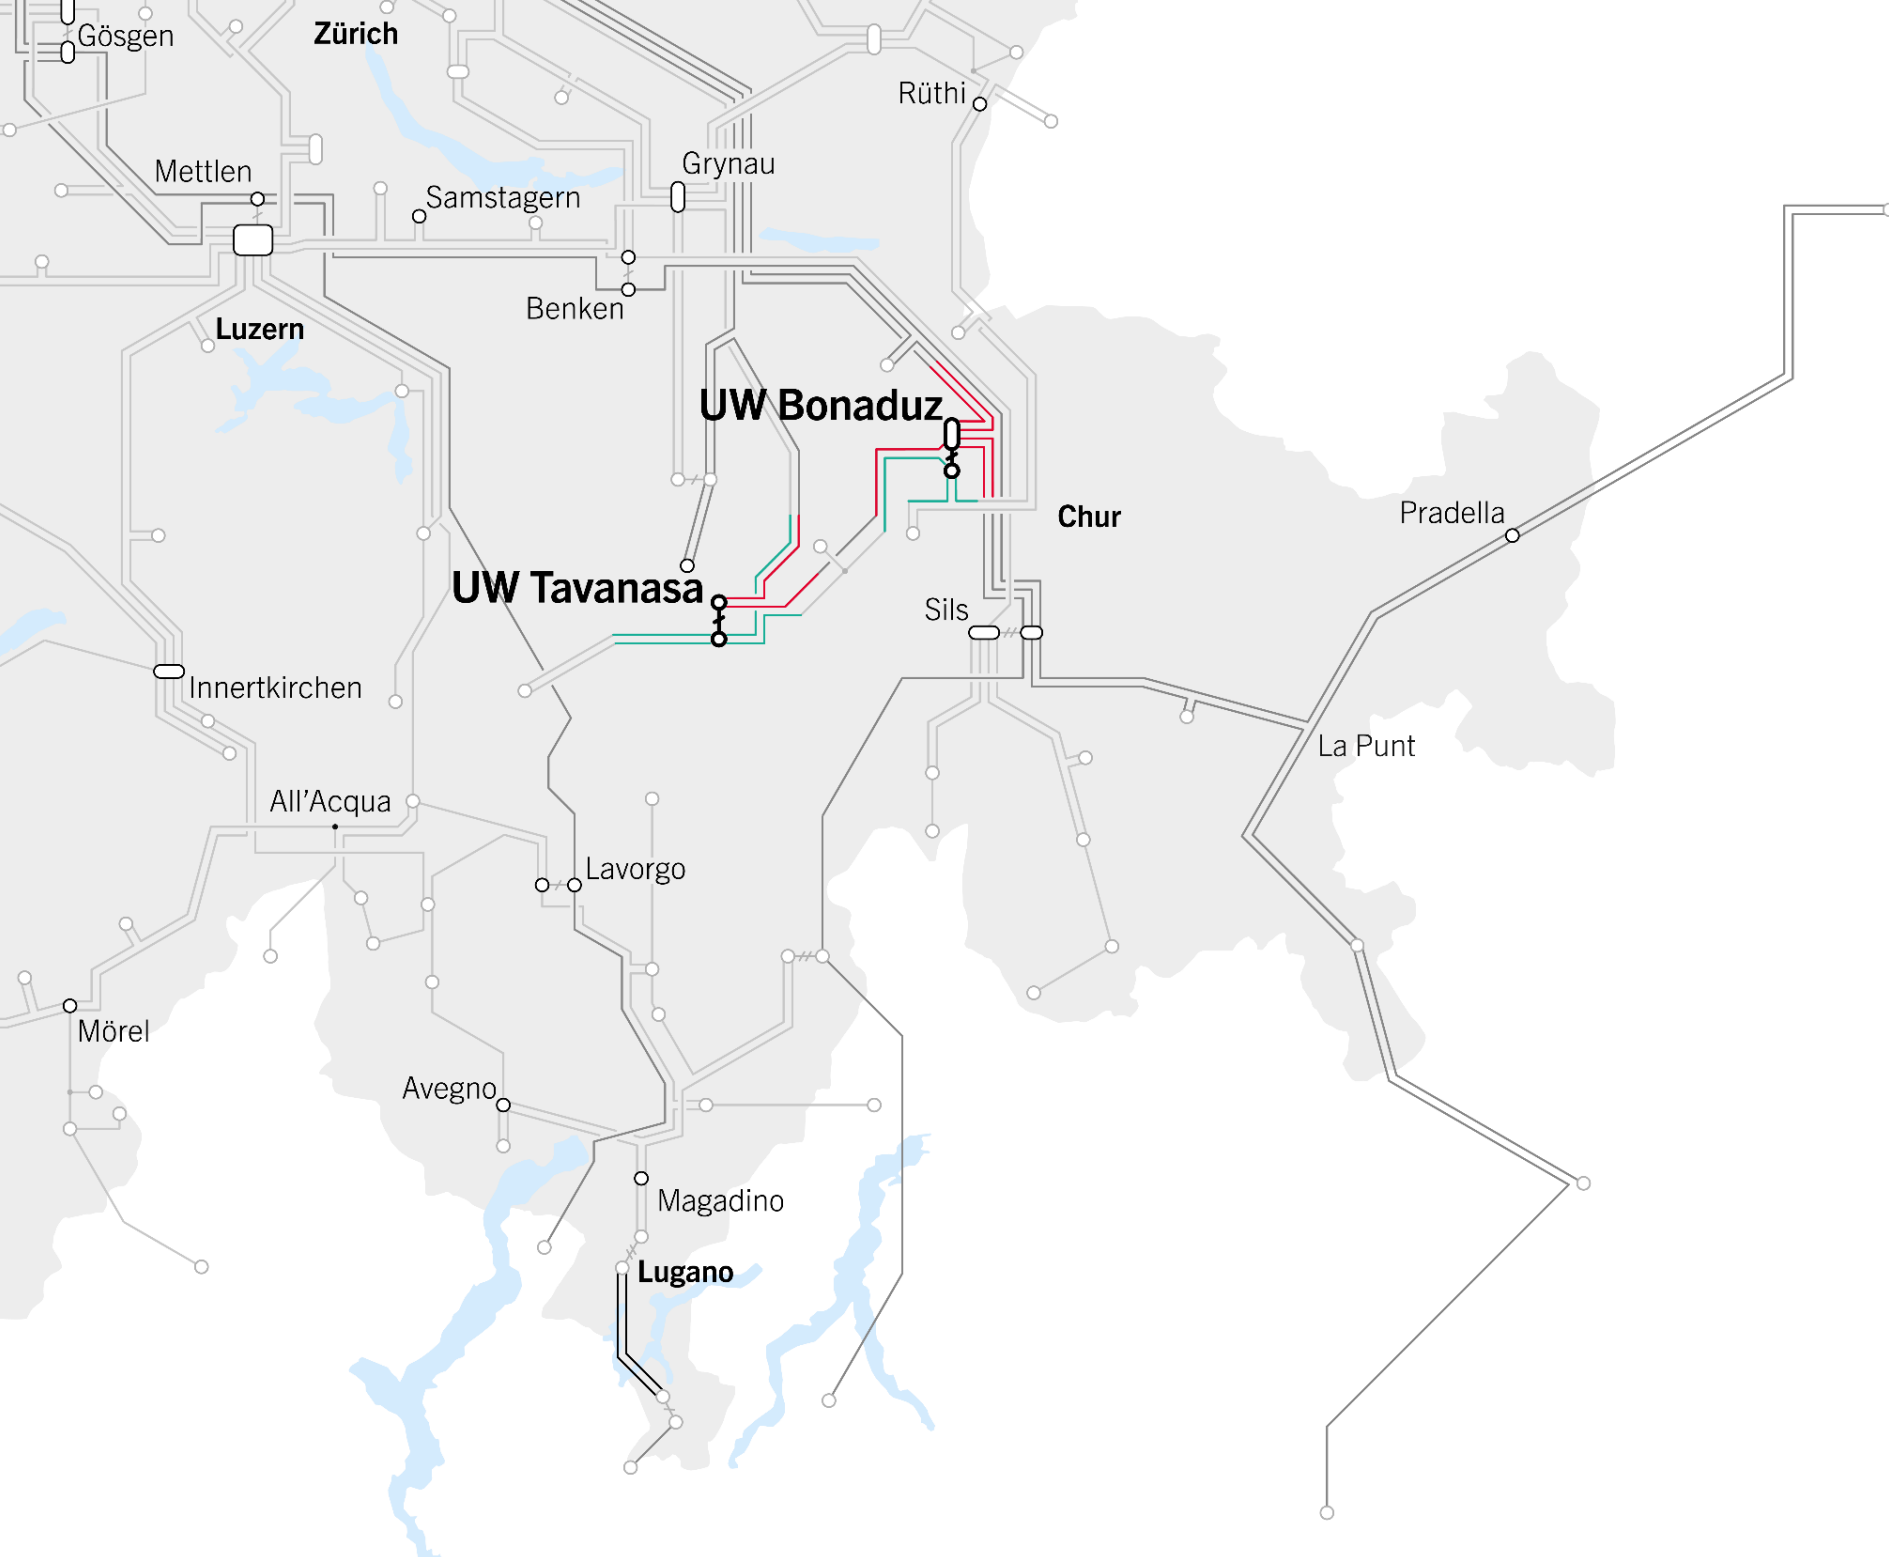 Gösgen
Zürich
Rüthi
Mettlen
Grynau
Samstagern
Benken
Luzern
UW Bonaduz
Chur
Pradella
UW Tavanasa
Sils
Innertkirchen
La Punt
All'Acqua
Lavorgo
Mörel
Avegno
Magadino
Lugano